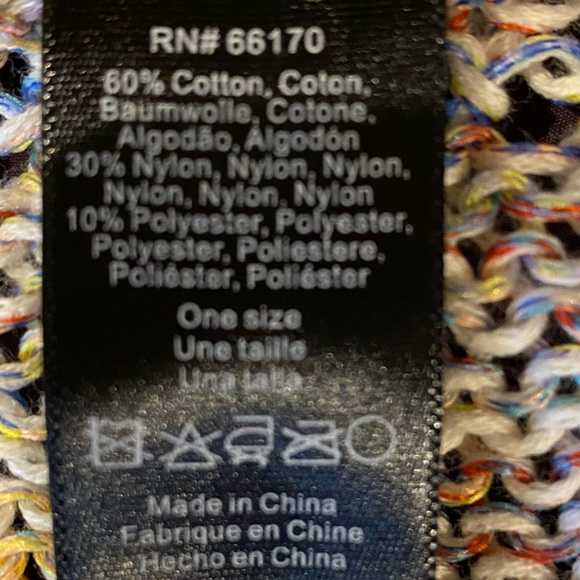 RN# 66170
60% Cotton, Coton,
Baumwolle, Cotone,
Algodão, Algodón
30% Nylon, Nylon, Nylon,
Nylon, Nylon, Nylón
10% Polyester, Polyester,
Polyester, Poliestere,
Poliéster, Poliéster
One size
Une taille
Una talla
Made in China
Fabrique en Chine
Hecho en China